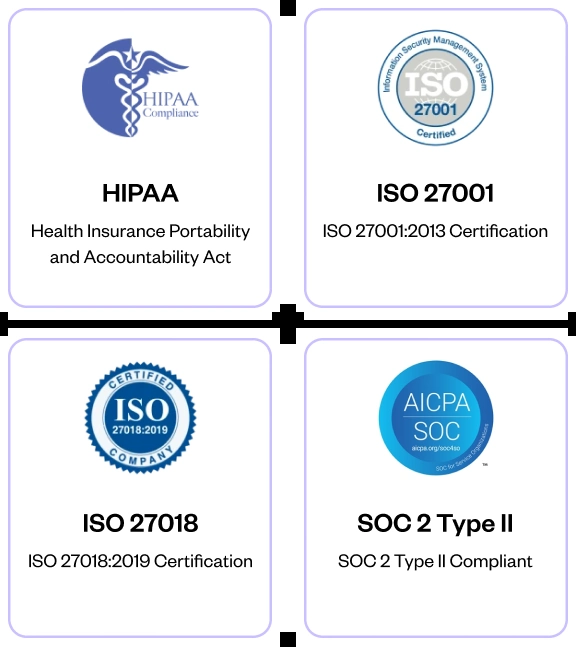 HIPAA
Compliance
HIPAA
Health Insurance Portability
and Accountability Act
Information Security Management System
ISO
27001
Certified
ISO 27001
ISO 27001:2013 Certification
CERTIFIED
ISO
27018:2019
COMPANY
ISO 27018
ISO 27018:2019 Certification
AICPA
SOC
aicpa.org/soc4so
SOC for Service Organizations
TM
SOC 2 Type II
SOC 2 Type II Compliant